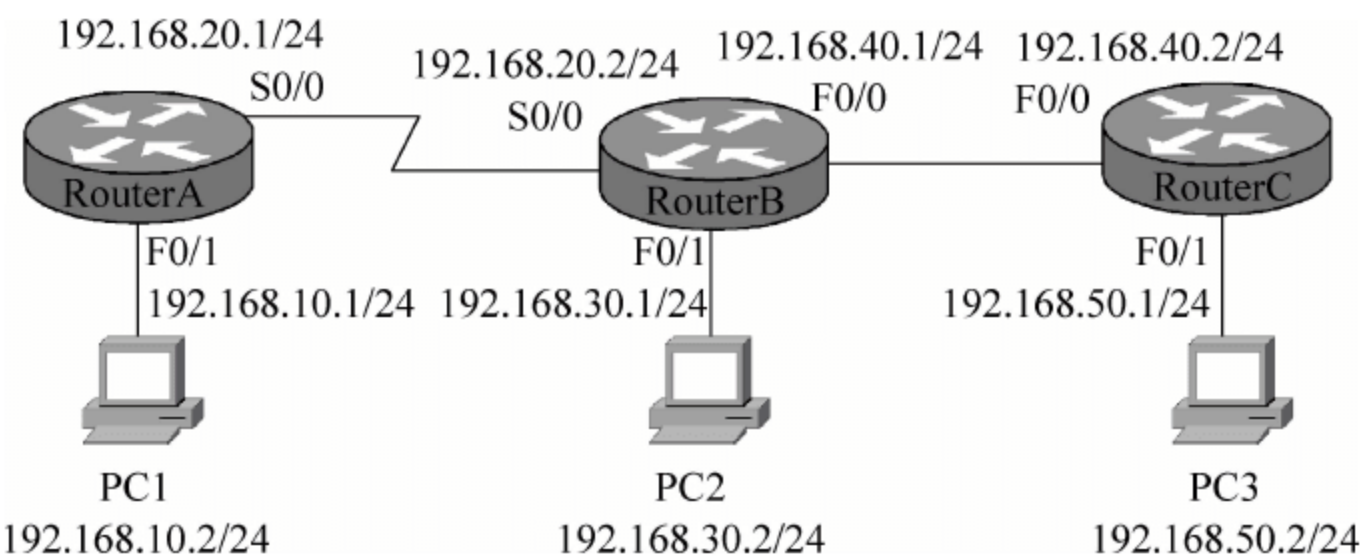 192.168.20.1/24
192.168.20.2/24
192.168.40.1/24
192.168.40.2/24
S0/0
S0/0
F0/0
F0/0
RouterA
RouterB
RouterC
F0/1
F0/1
F0/1
192.168.10.1/24
192.168.30.1/24
192.168.50.1/24
PC1
PC2
PC3
192.168.10.2/24
192.168.30.2/24
192.168.50.2/24